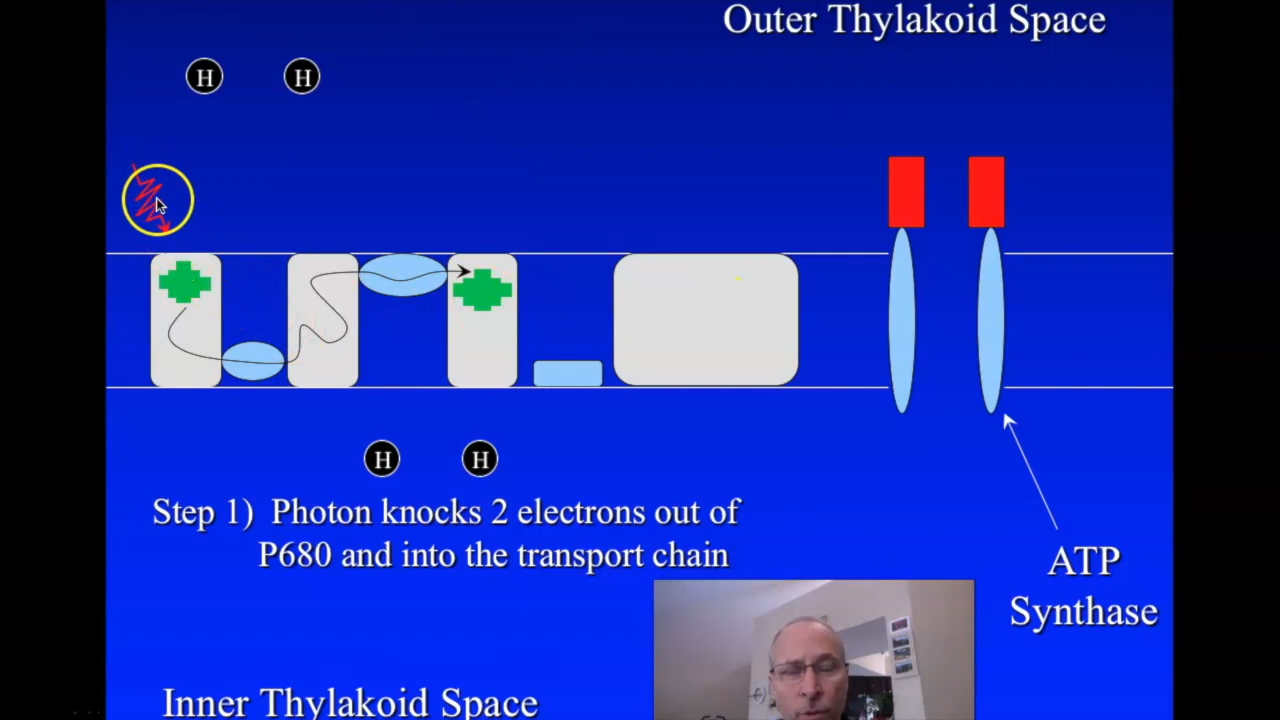 Outer Thylakoid Space
H H
H H
Step 1) Photon knocks 2 electrons out of
P680 and into the transport chain
ATP
Synthase
Inner Thylakoid Space